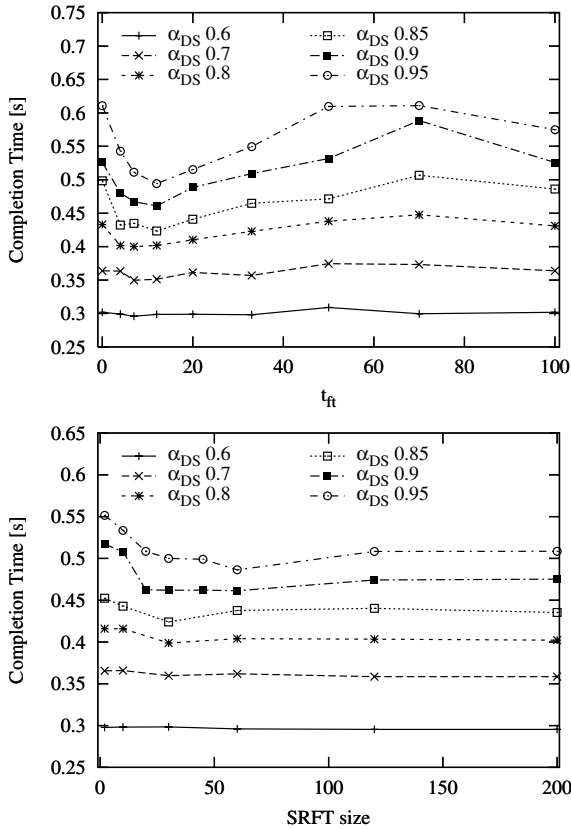 0.75
0.7
0.65
0.6
0.55
0.5
0.45
0.4
0.35
0.3
0.25
Completion Time [s]
α_DS 0.6
α_DS 0.7
α_DS 0.8
α_DS 0.85
α_DS 0.9
α_DS 0.95
0 20 40 60 80 100
t_ft
0.65
0.6
0.55
0.5
0.45
0.4
0.35
0.3
0.25
Completion Time [s]
α_DS 0.6
α_DS 0.7
α_DS 0.8
α_DS 0.85
α_DS 0.9
α_DS 0.95
0 50 100 150 200
SRFT size